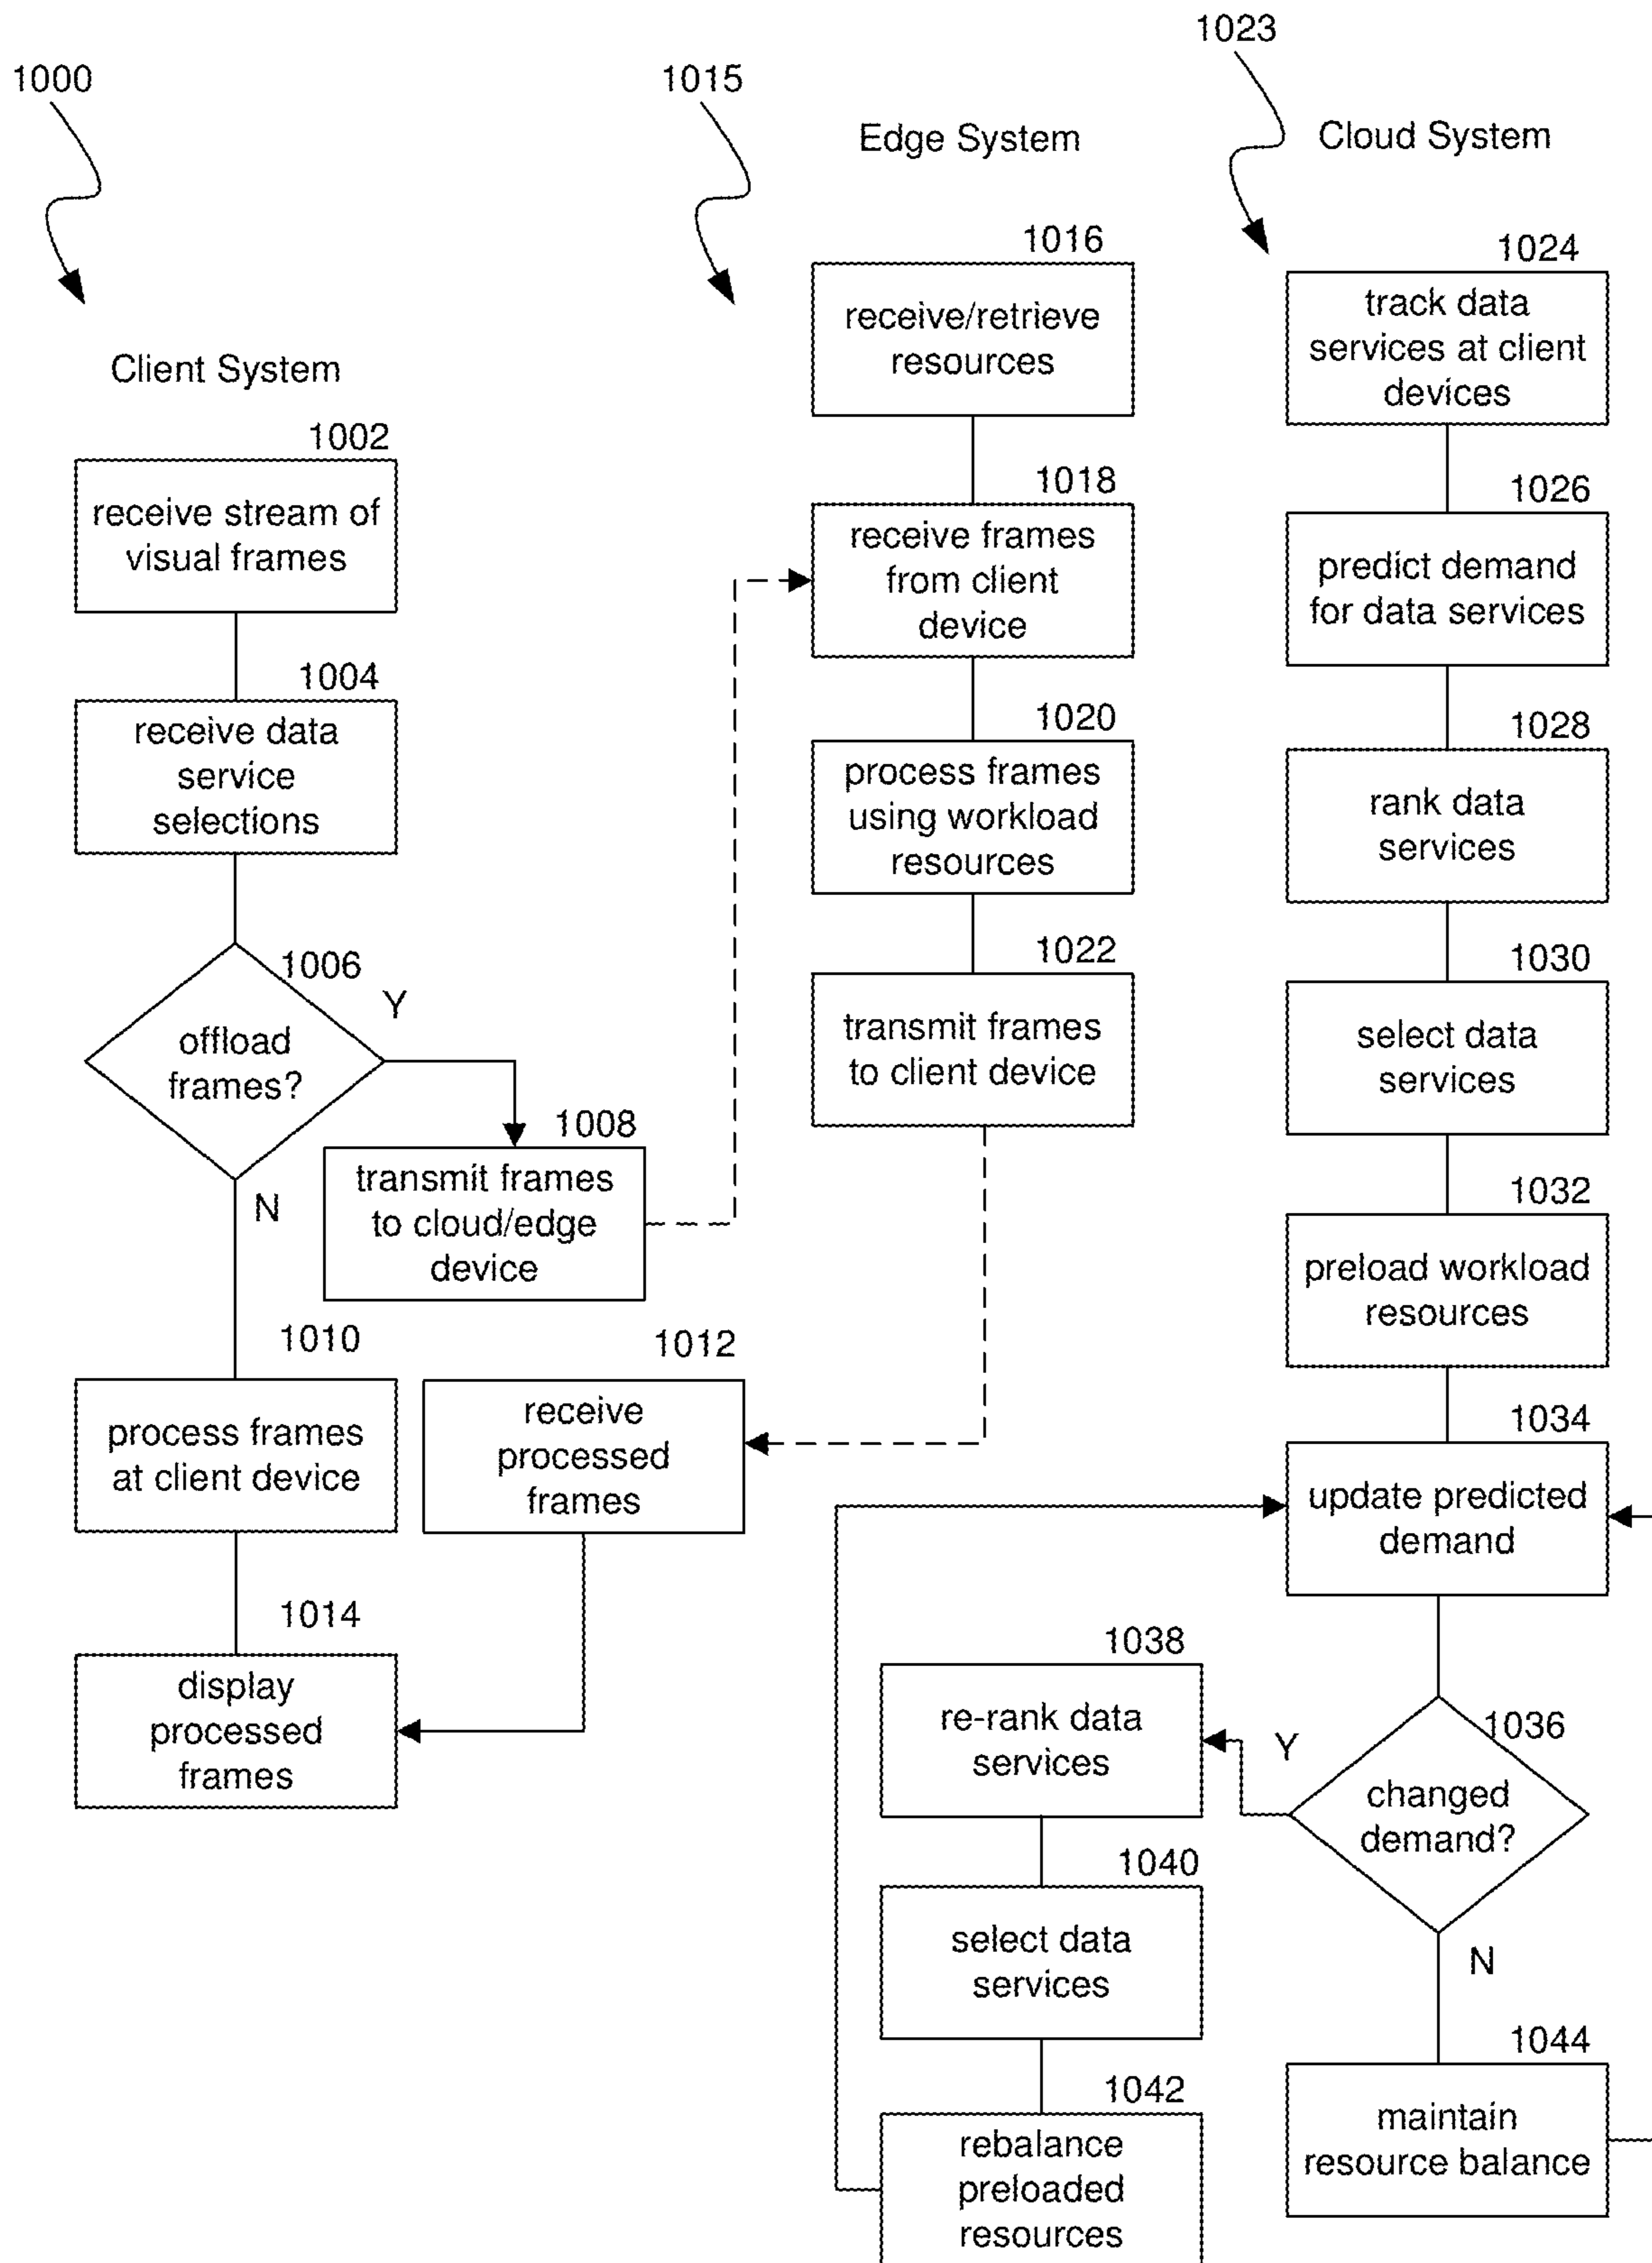 1000
Client System
1002
receive stream of
visual frames
1004
receive data
service
selections
1006
offload
frames?
Y
N
1008
transmit frames
to cloud/edge
device
1010
process frames
at client device
1012
receive
processed
frames
1014
display
processed
frames
1015
Edge System
1016
receive/retrieve
resources
1018
receive frames
from client
device
1020
process frames
using workload
resources
1022
transmit frames
to client device
1023
Cloud System
1024
track data
services at client
devices
1026
predict demand
for data services
1028
rank data
services
1030
select data
services
1032
preload workload
resources
1034
update predicted
demand
1036
changed
demand?
Y
N
1038
re-rank data
services
1040
select data
services
1042
rebalance
preloaded
resources
1044
maintain
resource balance